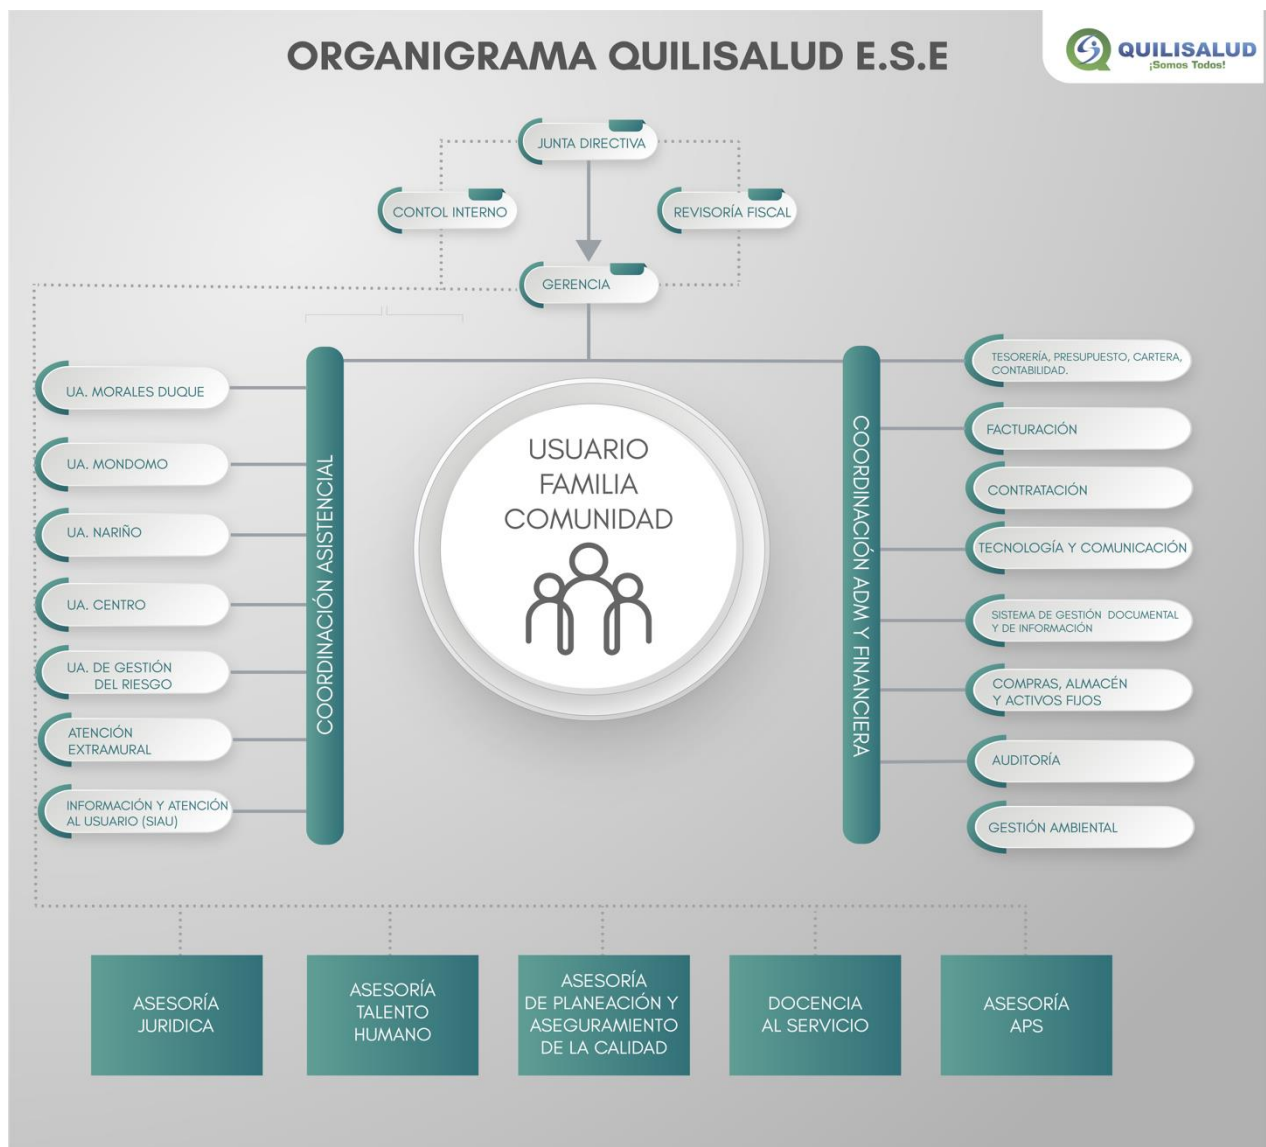 ORGANIGRAMA QUILISALUD E.S.E
QUILISALUD
¡Somos Todos!
JUNTA DIRECTIVA
CONTOL INTERNO
REVISORÍA FISCAL
GERENCIA
COORDINACIÓN ASISTENCIAL
UA. MORALES DUQUE
UA. MONDOMO
UA. NARIÑO
UA. CENTRO
UA. DE GESTIÓN
DEL RIESGO
ATENCIÓN
EXTRAMURAL
INFORMACIÓN Y ATENCIÓN
AL USUARIO (SIAU)
USUARIO
FAMILIA
COMUNIDAD
COORDINACIÓN ADM Y FINANCIERA
TESORERÍA, PRESUPUESTO, CARTERA,
CONTABILIDAD.
FACTURACIÓN
CONTRATACIÓN
TECNOLOGÍA Y COMUNICACIÓN
SISTEMA DE GESTIÓN DOCUMENTAL
Y DE INFORMACIÓN
COMPRAS, ALMACÉN
Y ACTIVOS FIJOS
AUDITORÍA
GESTIÓN AMBIENTAL
ASESORÍA
JURIDICA
ASESORÍA
TALENTO
HUMANO
ASESORÍA
DE PLANEACIÓN Y
ASEGURAMIENTO
DE LA CALIDAD
DOCENCIA
AL SERVICIO
ASESORÍA
APS